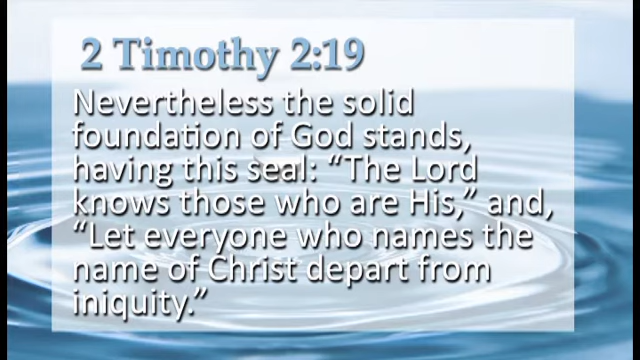 2 Timothy 2:19
Nevertheless the solid
foundation of God stands,
having this seal: “The Lord
knows those who are His,” and,
“Let everyone who names the
name of Christ depart from
iniquity.”